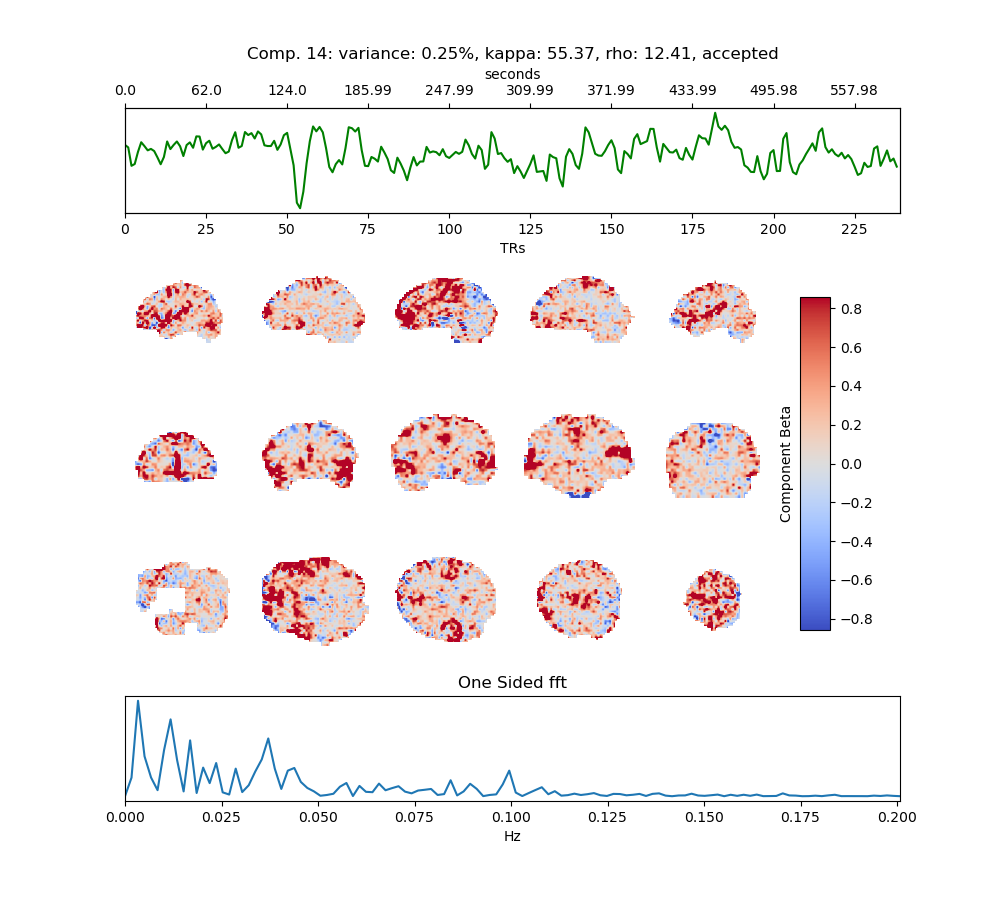 Comp. 14: variance: 0.25%, kappa: 55.37, rho: 12.41, accepted
seconds
0.0 62.0 124.0 185.99 247.99 309.99 371.99 433.99 495.98 557.98
0 25 50 75 100 125 150 175 200 225
TRs
0.8
0.6
0.4
0.2
0.0
−0.2
−0.4
−0.6
−0.8
Component Beta
One Sided fft
0.000 0.025 0.050 0.075 0.100 0.125 0.150 0.175 0.200
Hz